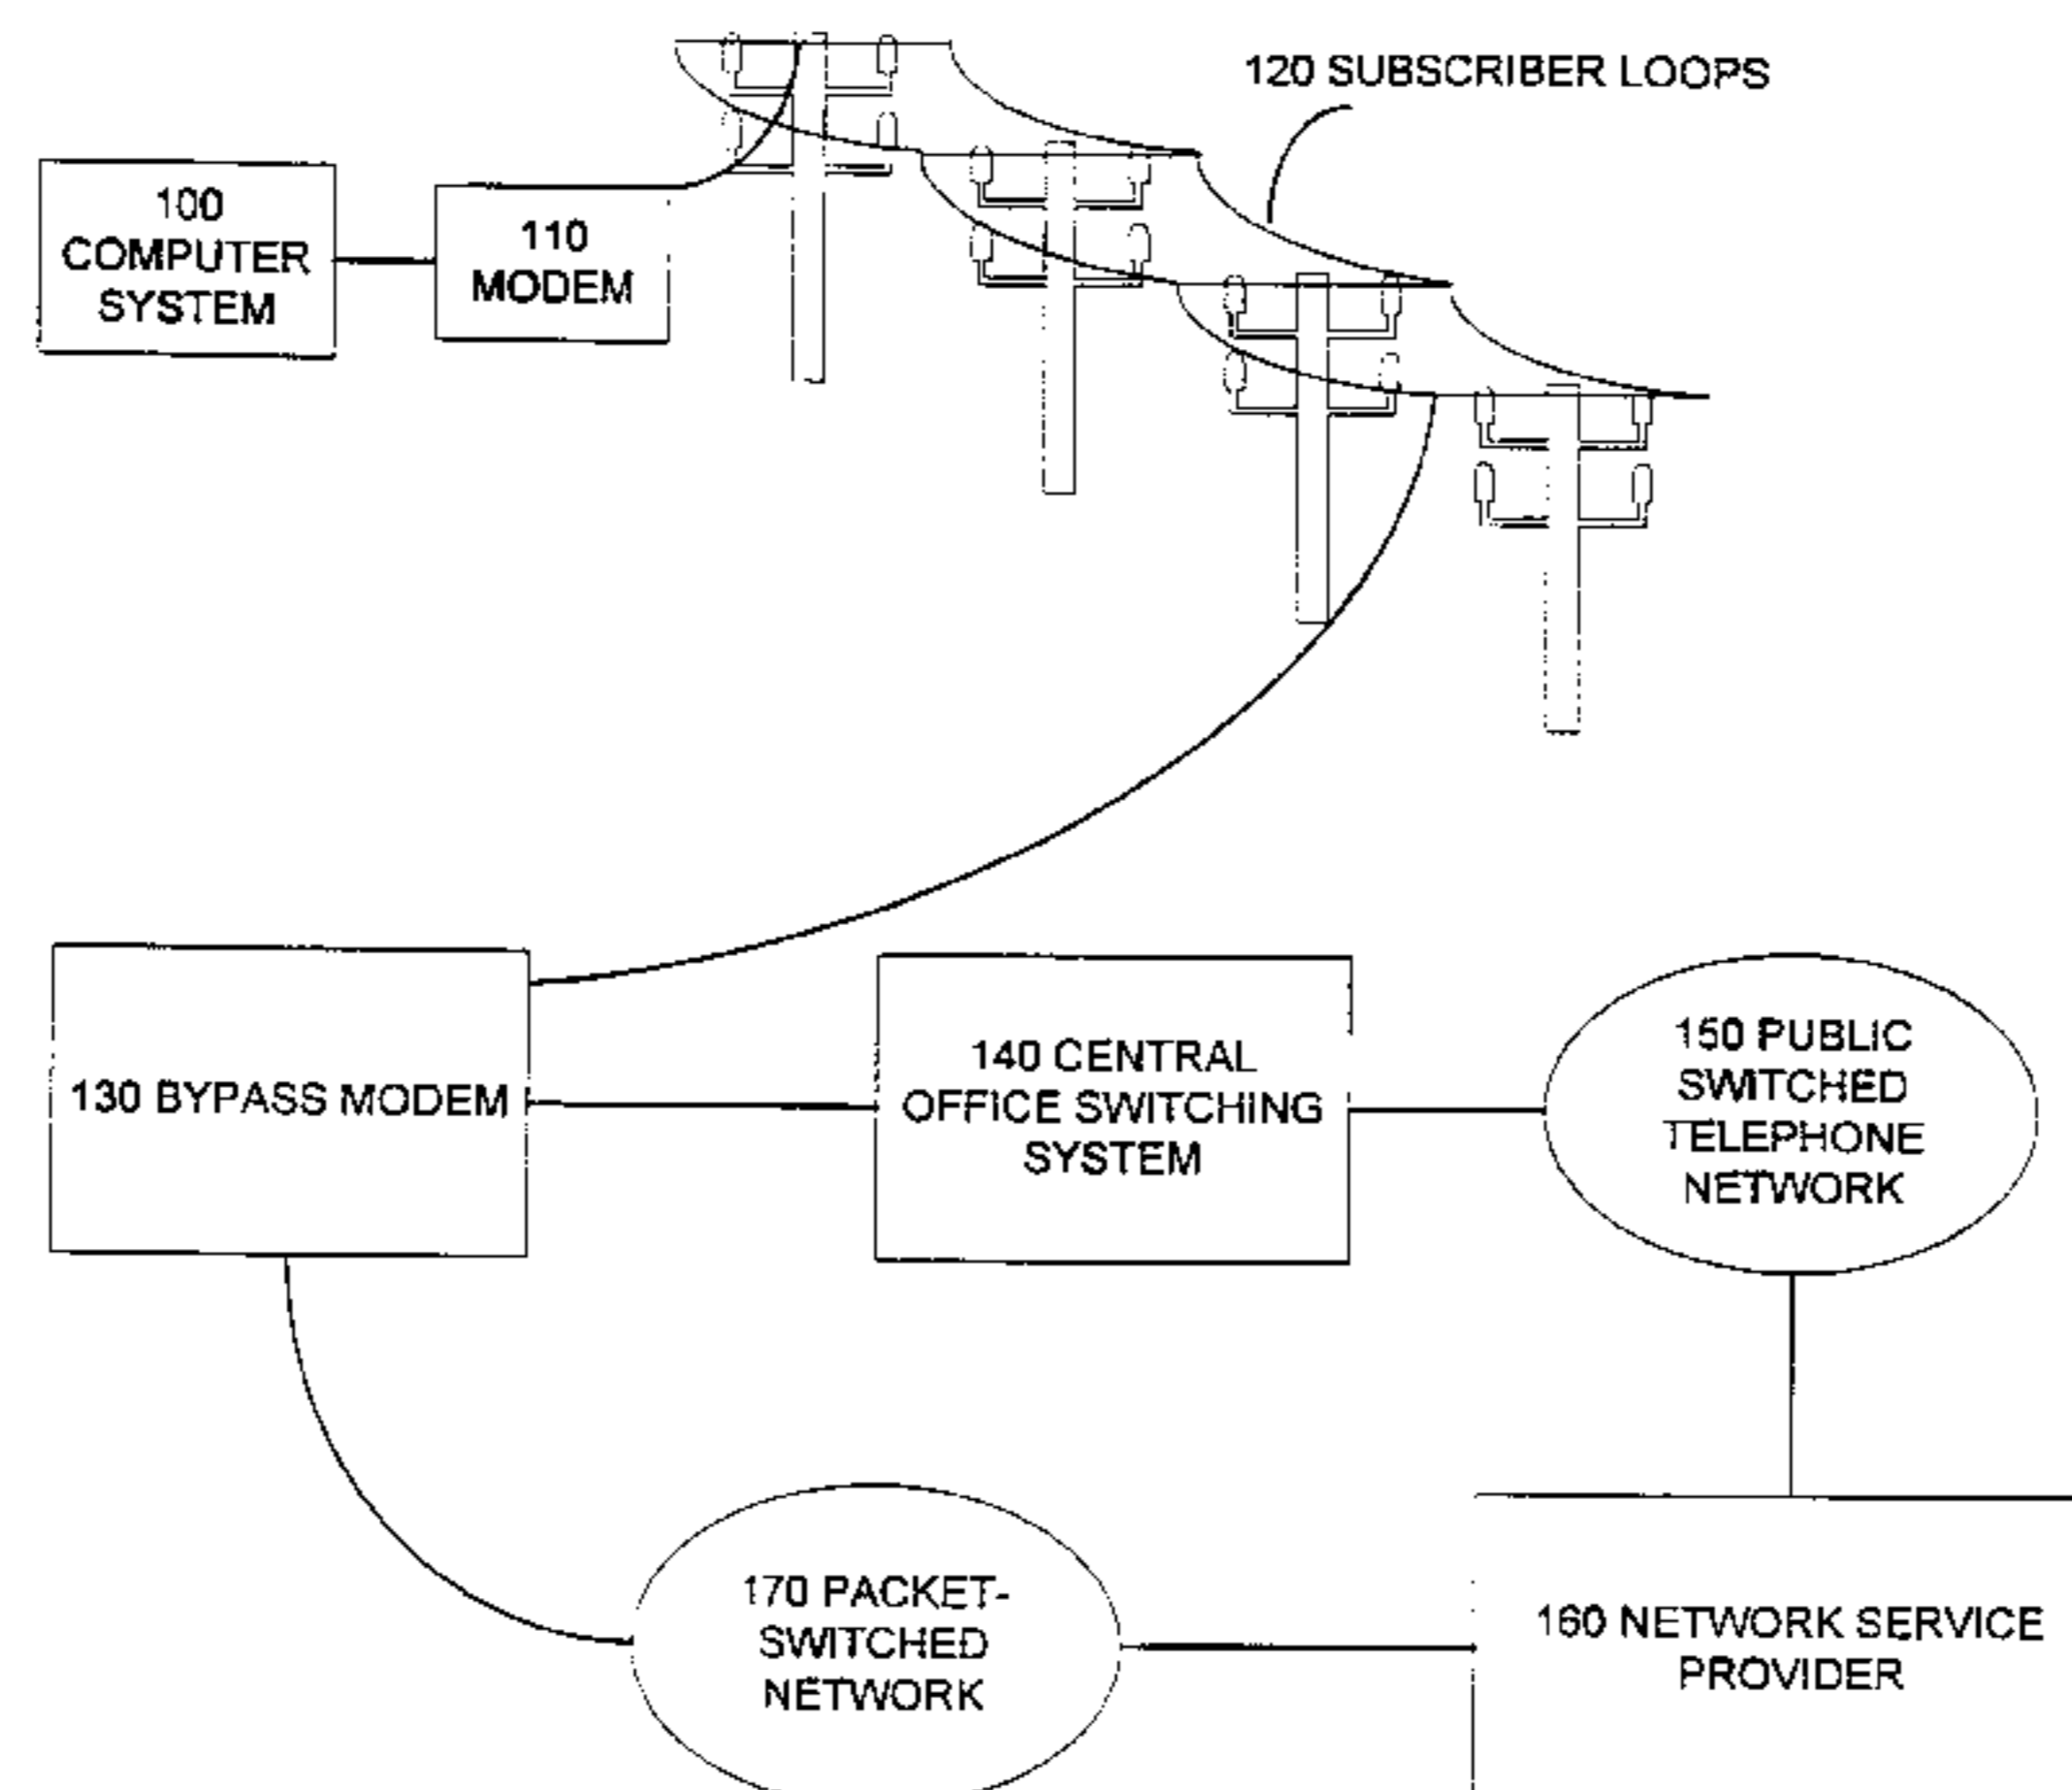 120 SUBSCRIBER LOOPS
100
COMPUTER
SYSTEM
110
MODEM
130 BYPASS MODEM
140 CENTRAL
OFFICE SWITCHING
SYSTEM
150 PUBLIC
SWITCHED
TELEPHONE
NETWORK
170 PACKET-
SWITCHED
NETWORK
160 NETWORK SERVICE
PROVIDER